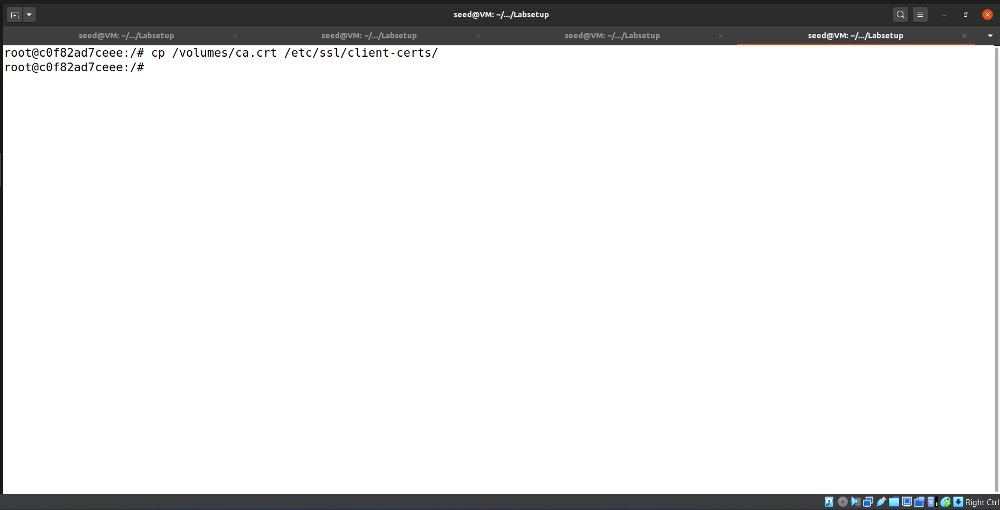 seed@VM: ~/.../Labsetup
seed@VM: ~/.../Labsetup
seed@VM: ~/.../Labsetup
seed@VM: ~/.../Labsetup
seed@VM: ~/.../Labsetup
root@c0f82ad7ceee:/# cp /volumes/ca.crt /etc/ssl/client-certs/
root@c0f82ad7ceee:/#
Right Ctrl